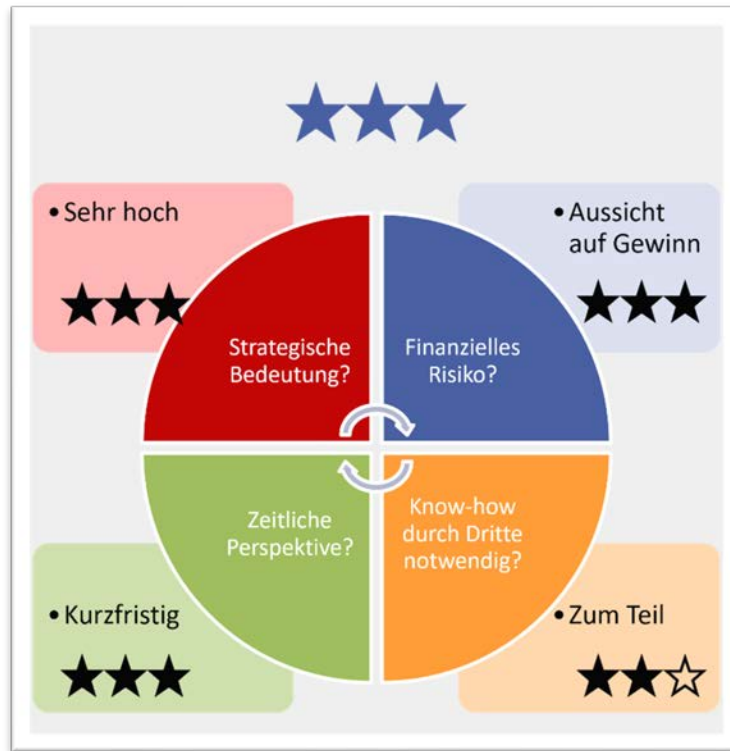 • Sehr hoch
• Aussicht
auf Gewinn
Strategische
Bedeutung?
Finanzielles
Risiko?
Zeitliche
Perspektive?
Know-how
durch Dritte
notwendig?
• Kurzfristig
• Zum Teil